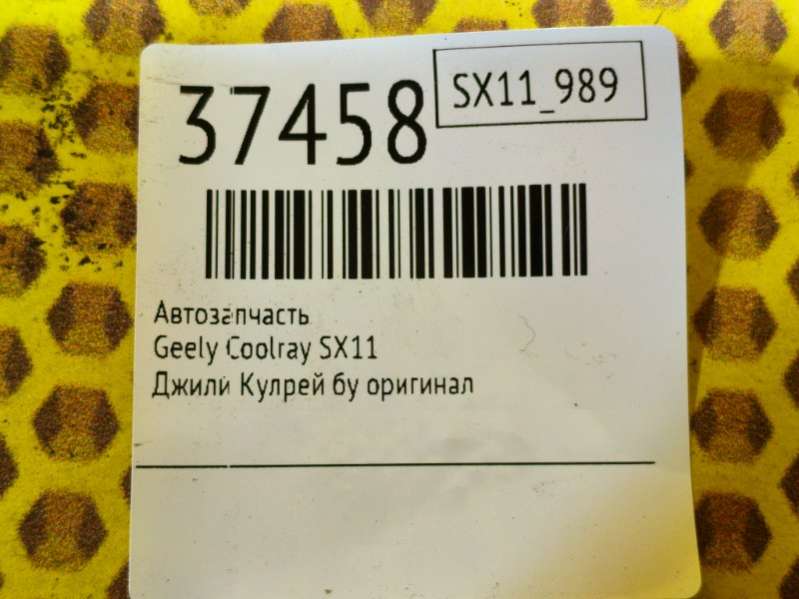 37458
SX11_989
Автозапчасть
Geely Coolray SX11
Джили Кулрей бу оригинал